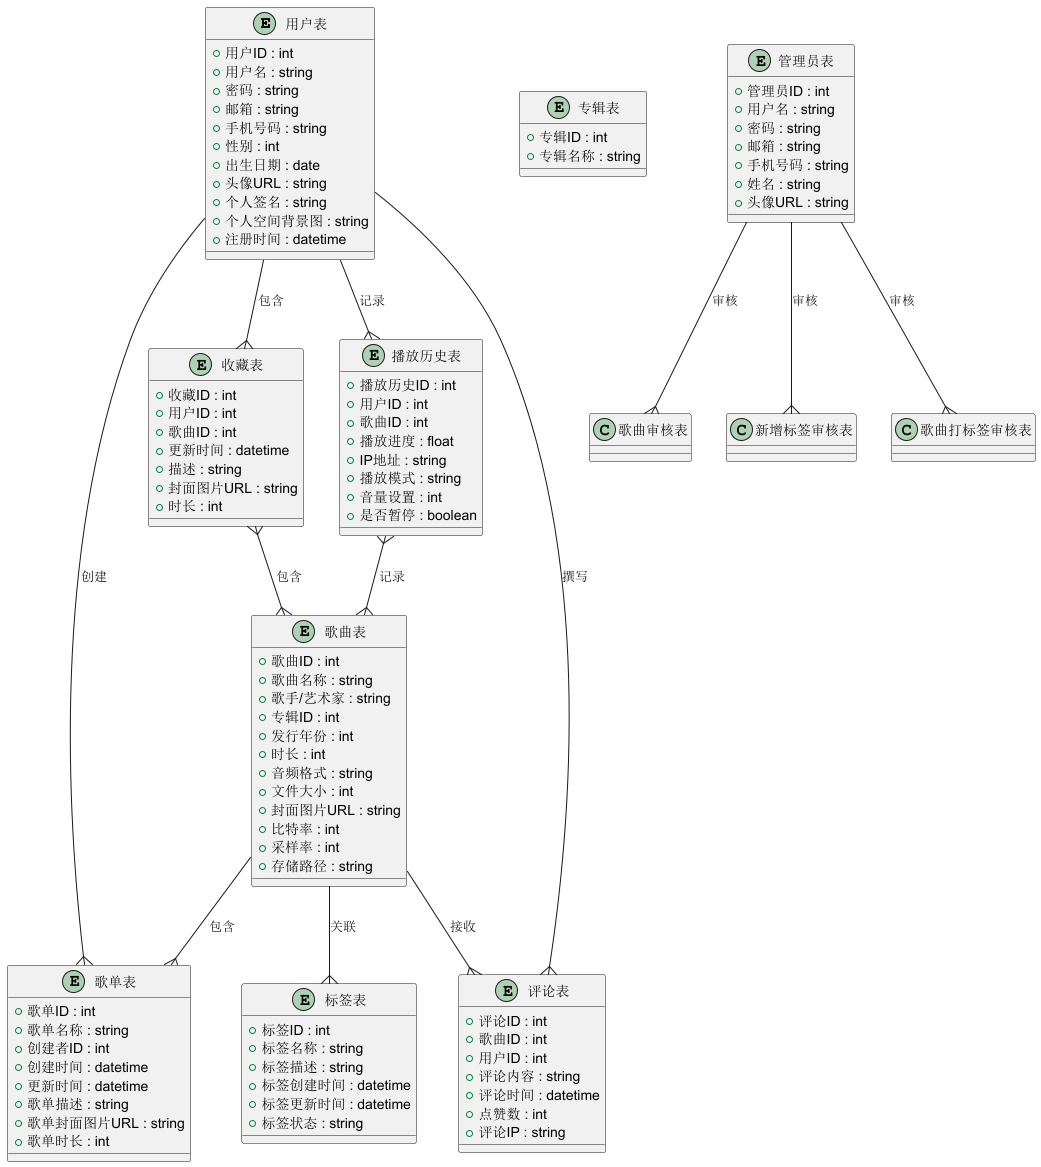 E 用户表
用户ID : int
用户名 : string
密码 : string
邮箱 : string
手机号码 : string
性别 : int
出生日期 : date
头像URL : string
个人签名 : string
个人空间背景图 : string
注册时间 : datetime
E 专辑表
专辑ID : int
专辑名称 : string
E 管理员表
管理员ID : int
用户名 : string
密码 : string
邮箱 : string
手机号码 : string
姓名 : string
头像URL : string
包含
记录
审核
审核
审核
E 收藏表
收藏ID : int
用户ID : int
歌曲ID : int
更新时间 : datetime
描述 : string
封面图片URL : string
时长 : int
E 播放历史表
播放历史ID : int
用户ID : int
歌曲ID : int
播放进度 : float
IP地址 : string
播放模式 : string
音量设置 : int
是否暂停 : boolean
C 歌曲审核表
C 新增标签审核表
C 歌曲打标签审核表
创建
包含
记录
撰写
E 歌曲表
歌曲ID : int
歌曲名称 : string
歌手/艺术家 : string
专辑ID : int
发行年份 : int
时长 : int
音频格式 : string
文件大小 : int
封面图片URL : string
比特率 : int
采样率 : int
存储路径 : string
包含
关联
接收
E 歌单表
歌单ID : int
歌单名称 : string
创建者ID : int
创建时间 : datetime
更新时间 : datetime
歌单描述 : string
歌单封面图片URL : string
歌单时长 : int
E 标签表
标签ID : int
标签名称 : string
标签描述 : string
标签创建时间 : datetime
标签更新时间 : datetime
标签状态 : string
E 评论表
评论ID : int
歌曲ID : int
用户ID : int
评论内容 : string
评论时间 : datetime
点赞数 : int
评论IP : string